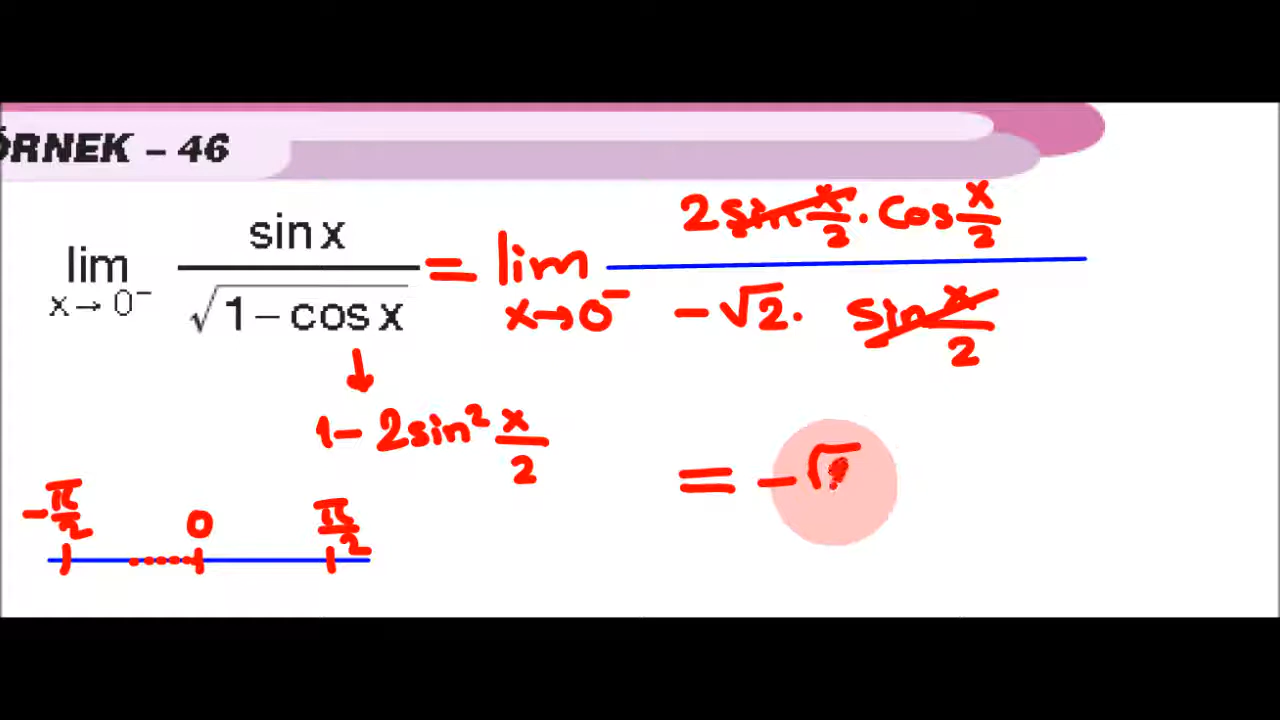 ÖRNEK – 46
lim x→0⁻ sin x / √(1 – cos x) = lim x→0⁻ 2 sin x/2 · cos x/2 / –√2 · sin x/2
↓
1 – 2sin² x/2
= –√
–π/2 0 π/2